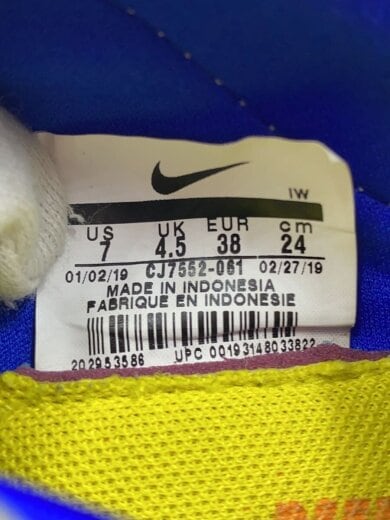 IW
US UK EUR cm
7 4.5 38 24
01/02/19 CJ7552-061 02/27/19
MADE IN INDONESIA
FABRIQUE EN INDONESIE
202953586 UPC 00193148033822